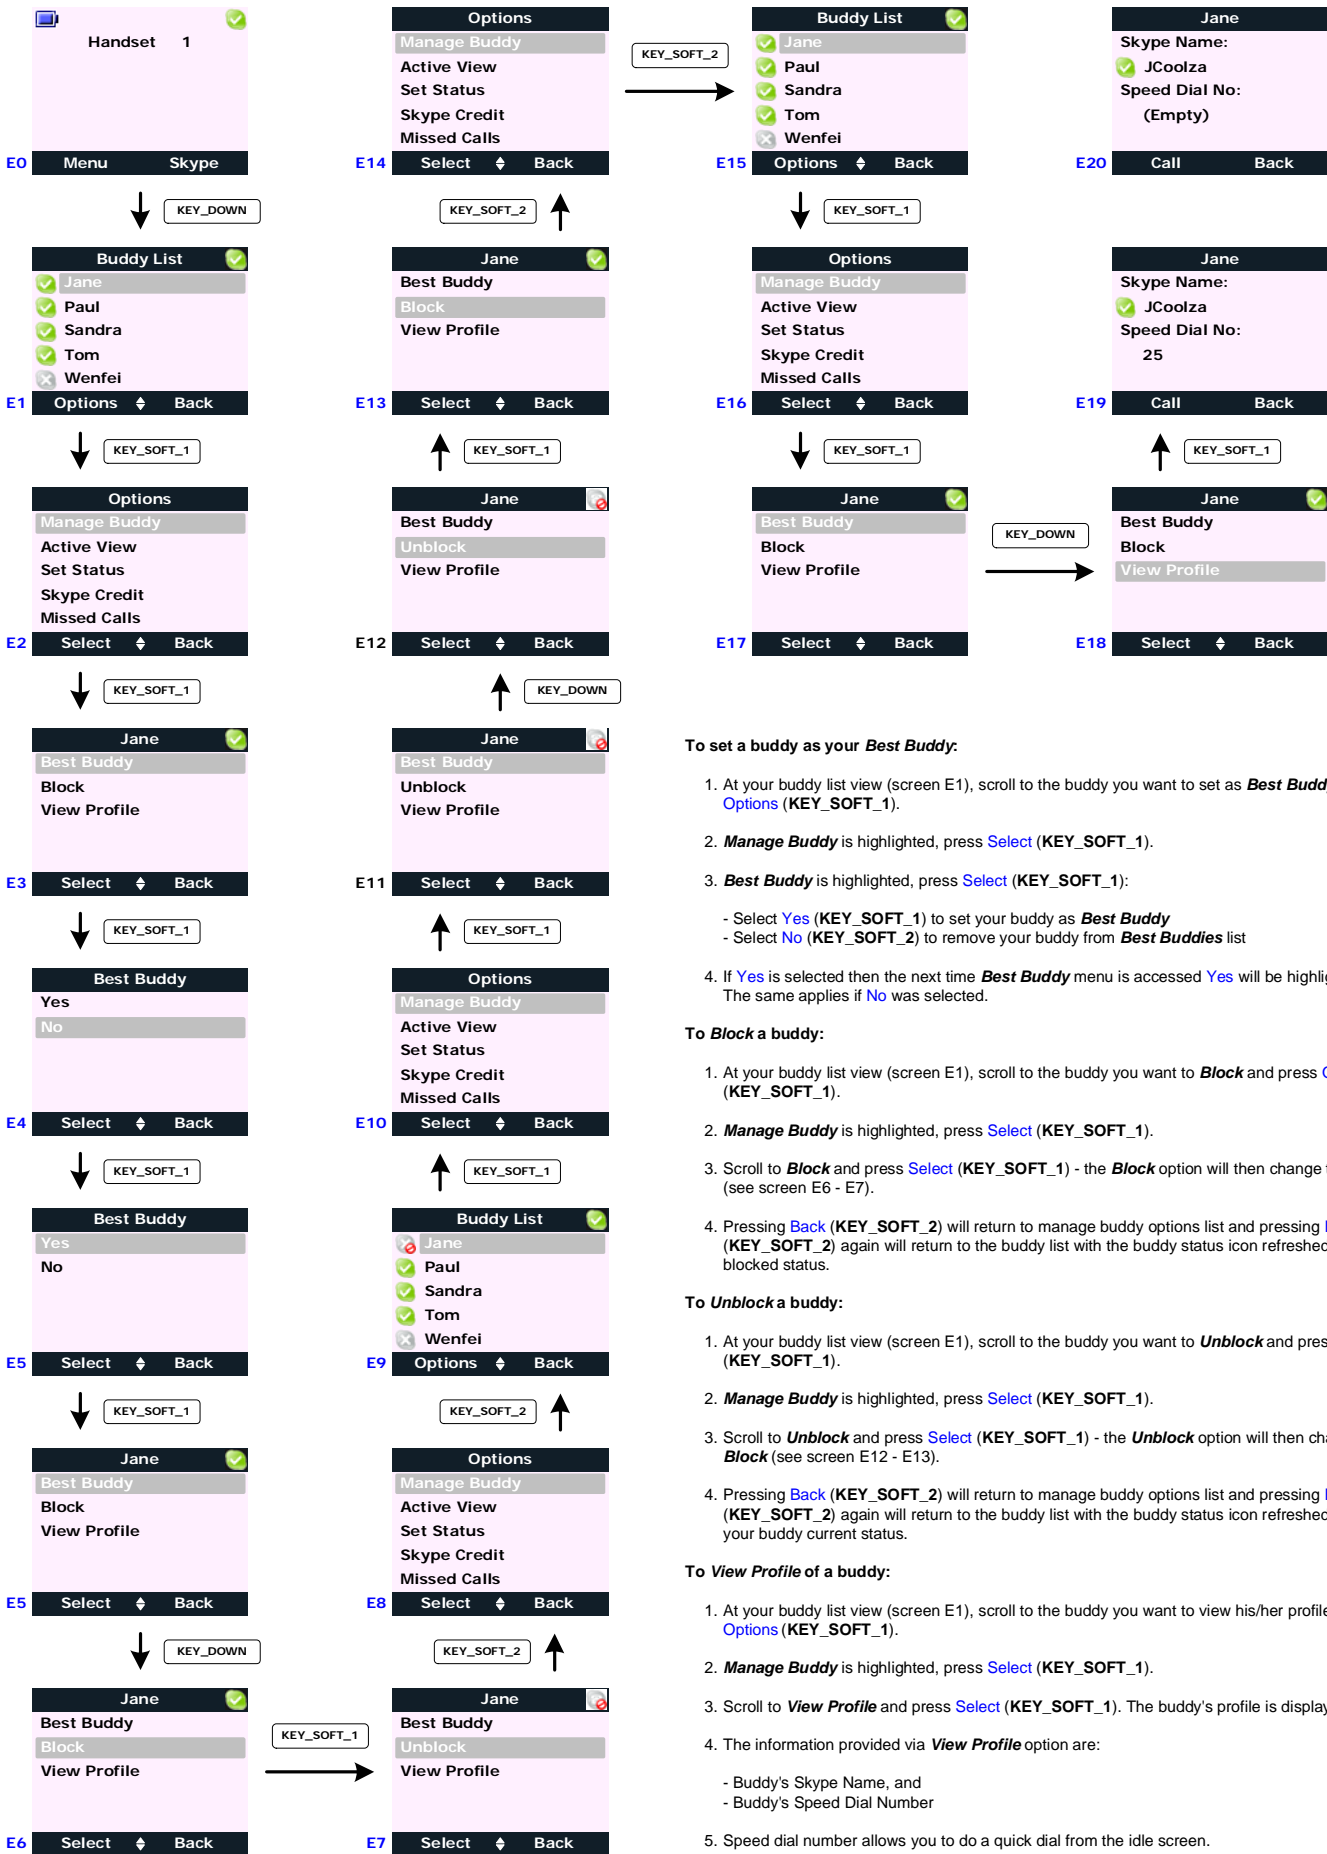 Handset 1
E0 Menu Skype
KEY_DOWN
Buddy List
Jane
Paul
Sandra
Tom
Wenfei
E1 Options Back
KEY_SOFT_1
Options
Manage Buddy
Active View
Set Status
Skype Credit
Missed Calls
E2 Select Back
KEY_SOFT_1
Jane
Best Buddy
Block
View Profile
E3 Select Back
KEY_SOFT_1
Best Buddy
Yes
No
E4 Select Back
KEY_SOFT_1
Best Buddy
Yes
No
E5 Select Back
KEY_SOFT_1
Jane
Best Buddy
Block
View Profile
E5 Select Back
KEY_DOWN
Jane
Best Buddy
Block
View Profile
E6 Select Back
KEY_SOFT_1
Jane
Best Buddy
Unblock
View Profile
E7 Select Back
KEY_SOFT_2
Options
Manage Buddy
Active View
Set Status
Skype Credit
Missed Calls
E8 Select Back
KEY_SOFT_2
Buddy List
Jane
Paul
Sandra
Tom
Wenfei
E9 Options Back
KEY_SOFT_1
Options
Manage Buddy
Active View
Set Status
Skype Credit
Missed Calls
E10 Select Back
KEY_SOFT_1
Jane
Best Buddy
Unblock
View Profile
E11 Select Back
KEY_DOWN
Jane
Best Buddy
Unblock
View Profile
E12 Select Back
KEY_SOFT_1
Jane
Best Buddy
Block
View Profile
E13 Select Back
KEY_SOFT_2
Options
Manage Buddy
Active View
Set Status
Skype Credit
Missed Calls
E14 Select Back
KEY_SOFT_2
Buddy List
Jane
Paul
Sandra
Tom
Wenfei
E15 Options Back
KEY_SOFT_1
Options
Manage Buddy
Active View
Set Status
Skype Credit
Missed Calls
E16 Select Back
KEY_SOFT_1
Jane
Best Buddy
Block
View Profile
E17 Select Back
KEY_DOWN
Jane
Best Buddy
Block
View Profile
E18 Select Back
KEY_SOFT_1
Jane
Skype Name:
JCoolza
Speed Dial No:
25
E19 Call Back
Jane
Skype Name:
JCoolza
Speed Dial No:
(Empty)
E20 Call Back
To set a buddy as your Best Buddy:
1. At your buddy list view (screen E1), scroll to the buddy you want to set as Best
Options (KEY_SOFT_1).
2. Manage Buddy is highlighted, press Select (KEY_SOFT_1).
3. Best Buddy is highlighted, press Select (KEY_SOFT_1):
- Select Yes (KEY_SOFT_1) to set your buddy as Best Buddy
- Select No (KEY_SOFT_2) to remove your buddy from Best Buddies list
4. If Yes is selected then the next time Best Buddy menu is accessed Yes will be
The same applies if No was selected.
To Block a buddy:
1. At your buddy list view (screen E1), scroll to the buddy you want to Block and press
(KEY_SOFT_1).
2. Manage Buddy is highlighted, press Select (KEY_SOFT_1).
3. Scroll to Block and press Select (KEY_SOFT_1) - the Block option will then change
(see screen E6 - E7).
4. Pressing Back (KEY_SOFT_2) will return to manage buddy options list and pressing
(KEY_SOFT_2) again will return to the buddy list with the buddy status icon refreshed
blocked status.
To Unblock a buddy:
1. At your buddy list view (screen E1), scroll to the buddy you want to Unblock and
(KEY_SOFT_1).
2. Manage Buddy is highlighted, press Select (KEY_SOFT_1).
3. Scroll to Unblock and press Select (KEY_SOFT_1) - the Unblock option will then
Block (see screen E12 - E13).
4. Pressing Back (KEY_SOFT_2) will return to manage buddy options list and pressing
(KEY_SOFT_2) again will return to the buddy list with the buddy status icon refreshed
your buddy current status.
To View Profile of a buddy:
1. At your buddy list view (screen E1), scroll to the buddy you want to view his/her profile
Options (KEY_SOFT_1).
2. Manage Buddy is highlighted, press Select (KEY_SOFT_1).
3. Scroll to View Profile and press Select (KEY_SOFT_1). The buddy's profile is
4. The information provided via View Profile option are:
- Buddy's Skype Name, and
- Buddy's Speed Dial Number
5. Speed dial number allows you to do a quick dial from the idle screen.